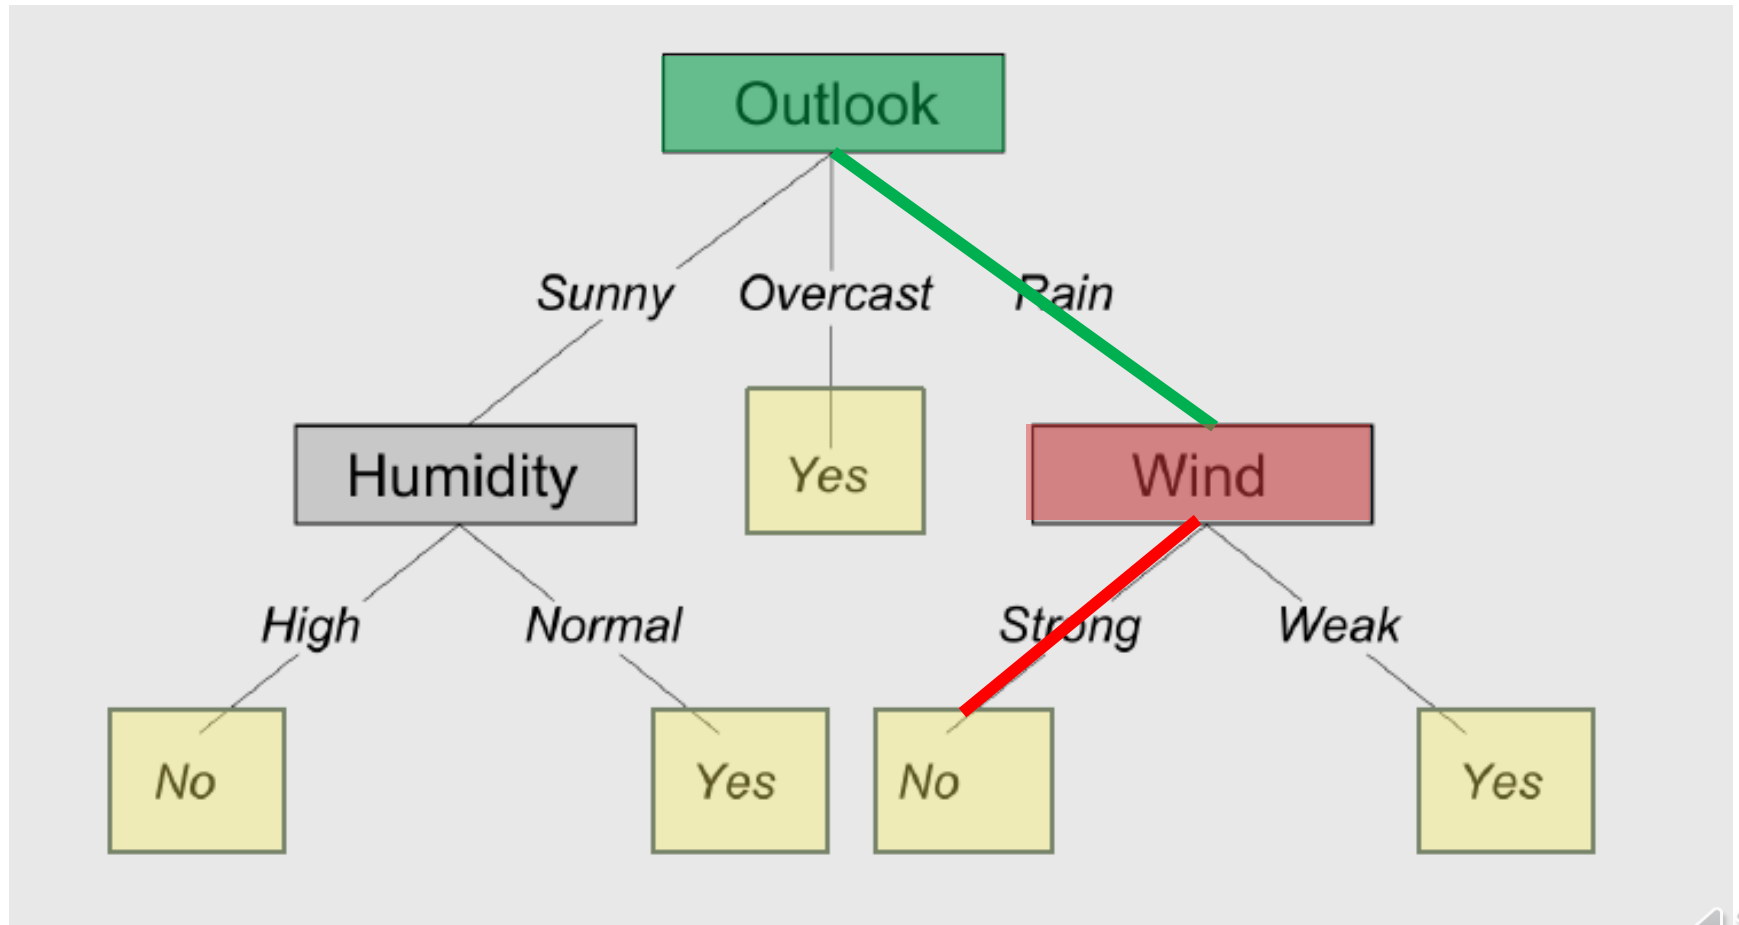 Outlook
Sunny Overcast Rain
Humidity Yes Wind
High Normal Strong Weak
No Yes No Yes